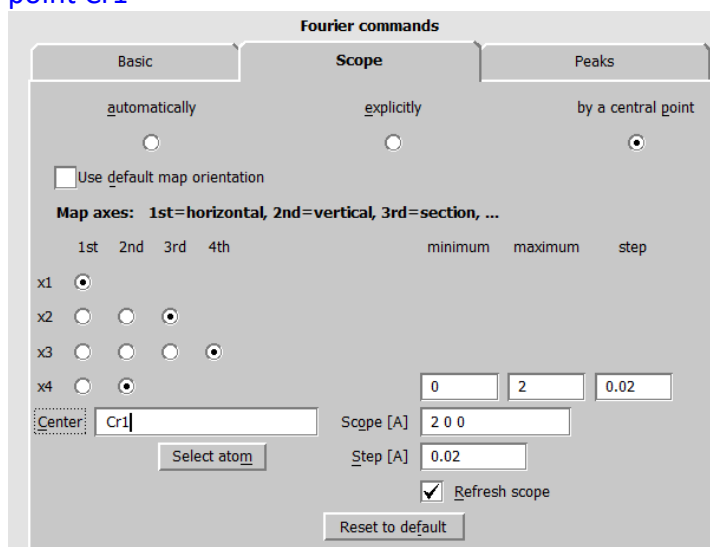 point Cr1
Fourier commands
Basic Scope Peaks
automatically explicitly by a central point
Use default map orientation
Map axes: 1st=horizontal, 2nd=vertical, 3rd=section, ...
1st 2nd 3rd 4th minimum maximum step
x1
x2
x3
x4 0 2 0.02
Center Cr1 Scope [A] 2 0 0
Select atom Step [A] 0.02
Refresh scope
Reset to default